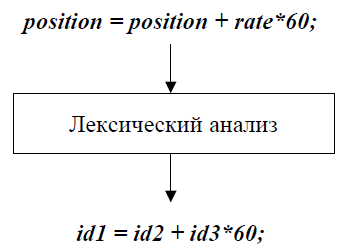 position = position + rate*60;
Лексический анализ
id1 = id2 + id3*60;